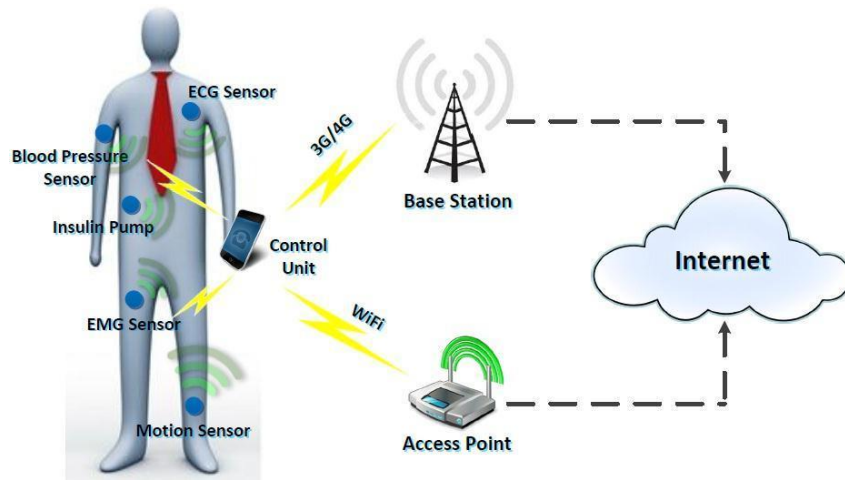 ECG Sensor
Blood Pressure
Sensor
Insulin Pump
EMG Sensor
Motion Sensor
Control
Unit
3G/4G
WiFi
Base Station
Access Point
Internet